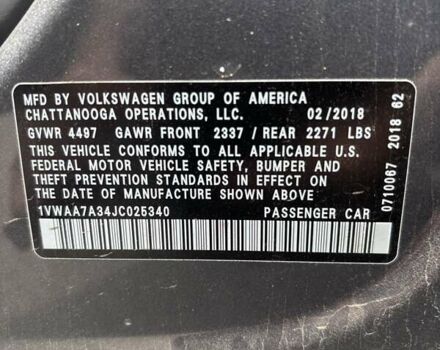 MFD BY VOLKSWAGEN GROUP OF AMERICA
CHATTANOOGA OPERATIONS, LLC. 02/2018
GVWR 4497 GAWR FRONT 2337 / REAR 2271 LBS
THIS VEHICLE CONFORMS TO ALL APPLICABLE U.S.
FEDERAL MOTOR VEHICLE SAFETY, BUMPER AND
THEFT PREVENTION STANDARDS IN EFFECT ON
THE DATE OF MANUFACTURE SHOWN ABOVE
1VWAA7A34JC025340 PASSENGER CAR
0710067 2018 62